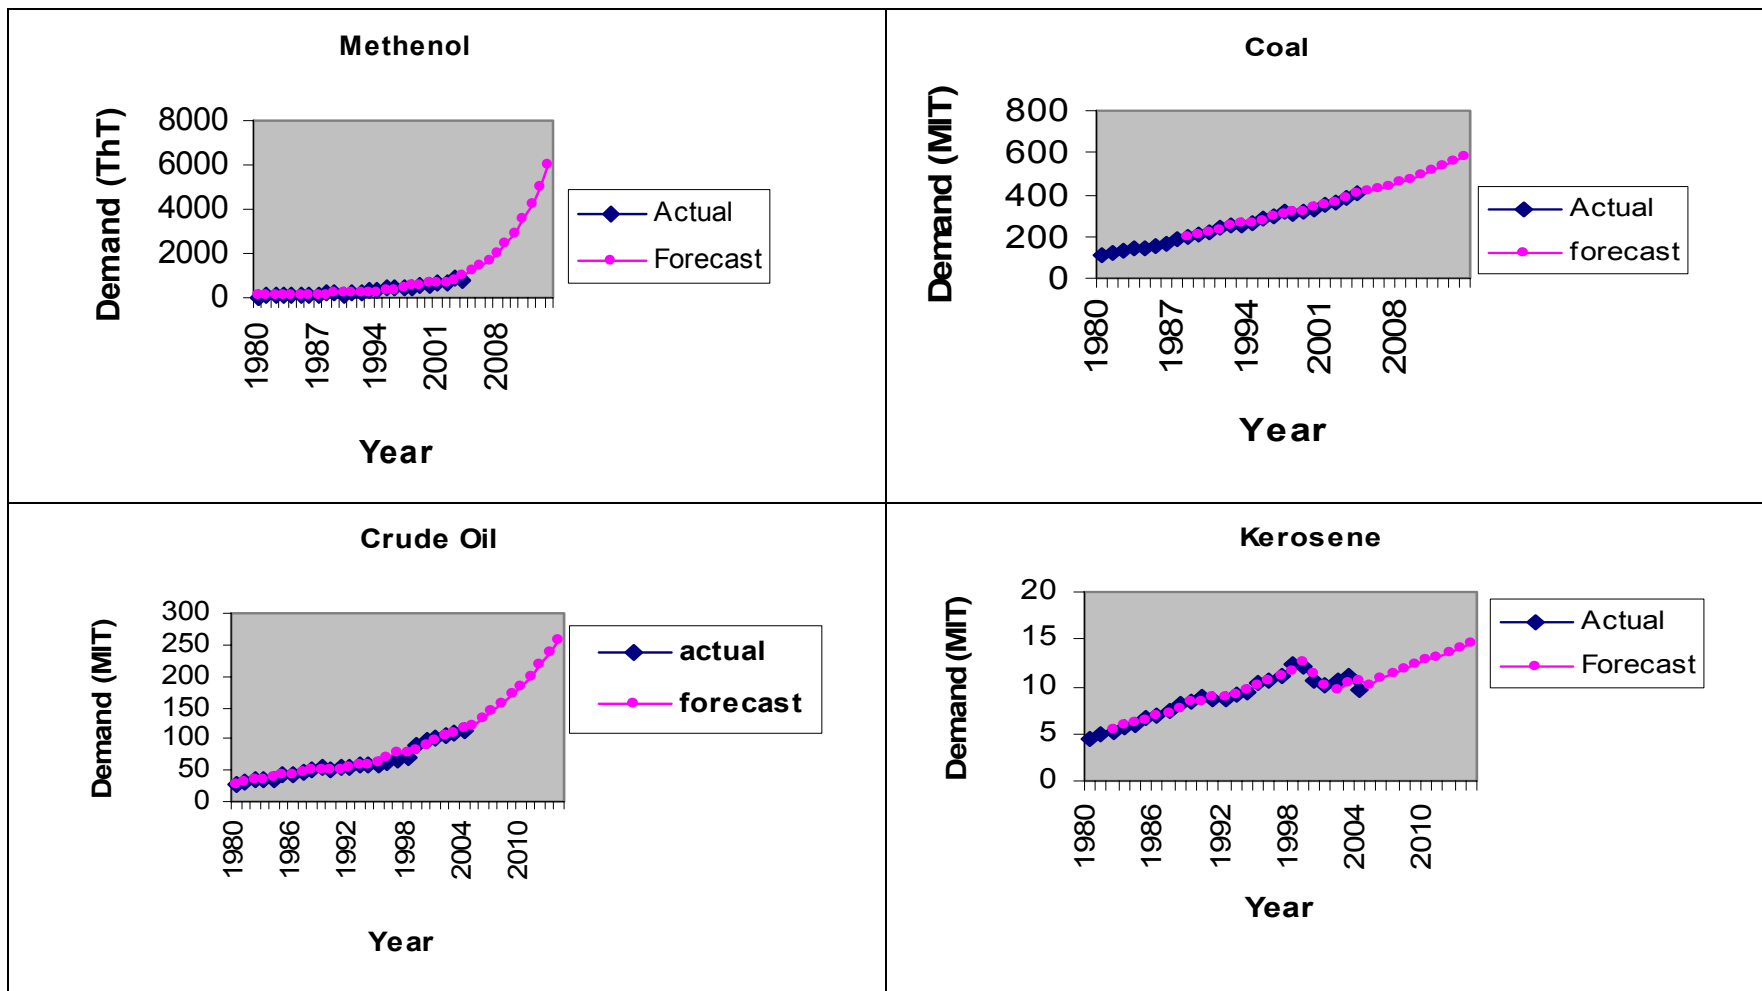 Methenol
Demand (ThT)
8000
6000
4000
2000
0
1980
1987
1994
2001
2008
Year
Actual
Forecast
Coal
Demand (MIT)
800
600
400
200
0
1980
1987
1994
2001
2008
Year
Actual
forecast
Crude Oil
Demand (MIT)
300
250
200
150
100
50
0
1980
1986
1992
1998
2004
2010
Year
actual
forecast
Kerosene
Demand (MIT)
20
15
10
5
0
1980
1986
1992
1998
2004
2010
Year
Actual
Forecast